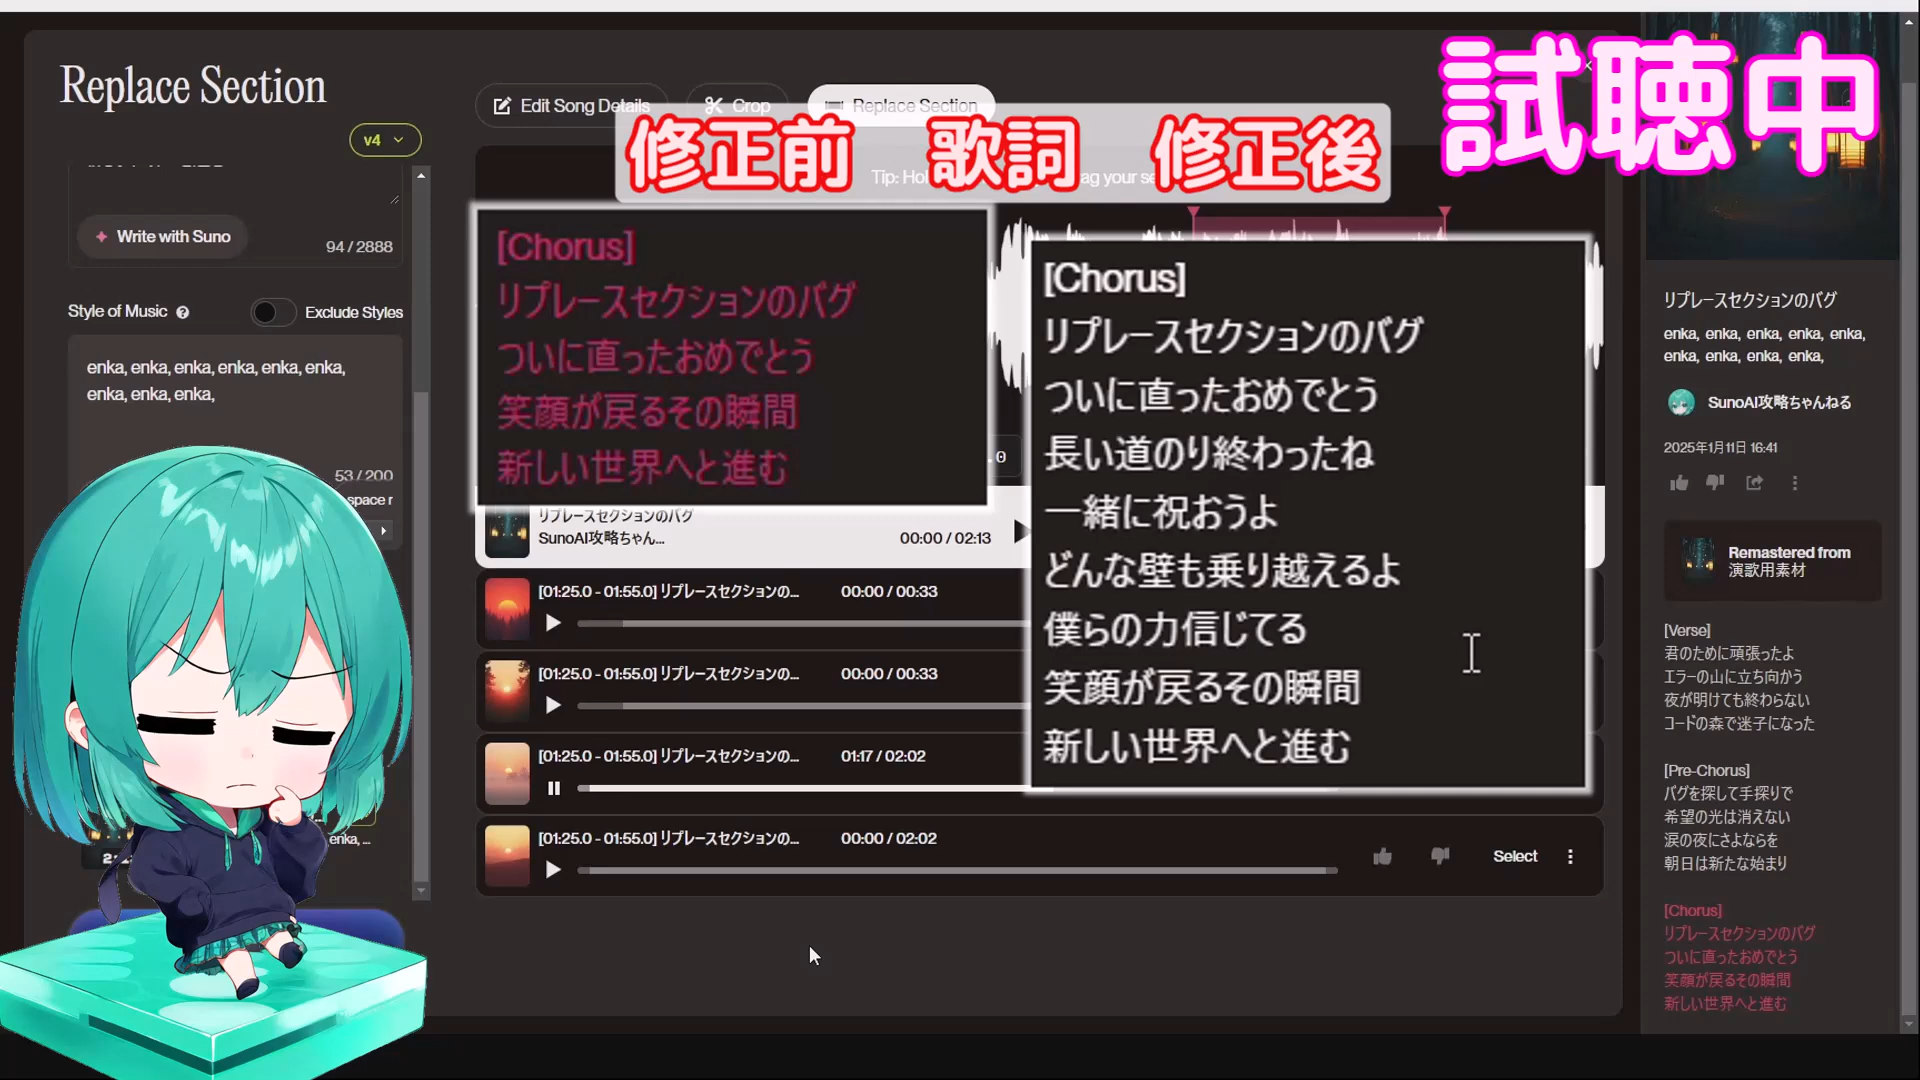 Replace Section
v4
Write with Suno
94 / 2888
Style of Music
Exclude Styles
enka, enka, enka, enka, enka, enka,
enka, enka, enka,
53 / 200
space r
enka, ...
Edit Song Details
Crop
Replace Section
試聴中
修正前 歌詞 修正後
Tip: Hol
ag your se
[Chorus]
リプレースセクションのバグ
ついに直ったおめでとう
笑顔が戻るその瞬間
新しい世界へと進む
.0
[Chorus]
リプレースセクションのバグ
ついに直ったおめでとう
長い道のり終わったね
一緒に祝おうよ
どんな壁も乗り越えるよ
僕らの力信じてる
笑顔が戻るその瞬間
新しい世界へと進む
リプレースセクションのバグ
SunoAI攻略ちゃん...
00:00 / 02:13
[01:25.0 - 01:55.0] リプレースセクションの... 00:00 / 00:33
[01:25.0 - 01:55.0] リプレースセクションの... 00:00 / 00:33
[01:25.0 - 01:55.0] リプレースセクションの... 01:17 / 02:02
[01:25.0 - 01:55.0] リプレースセクションの... 00:00 / 02:02
Select
リプレースセクションのバグ
enka, enka, enka, enka, enka,
enka, enka, enka, enka,
SunoAI攻略ちゃんねる
2025年1月11日 16:41
Remastered from
演歌用素材
[Verse]
君のために頑張ったよ
エラーの山に立ち向かう
夜が明けても終わらない
コードの森で迷子になった
[Pre-Chorus]
バグを探して手探りで
希望の光は消えない
涙の夜にさよならを
朝日は新たな始まり
[Chorus]
リプレースセクションのバグ
ついに直ったおめでとう
笑顔が戻るその瞬間
新しい世界へと進む